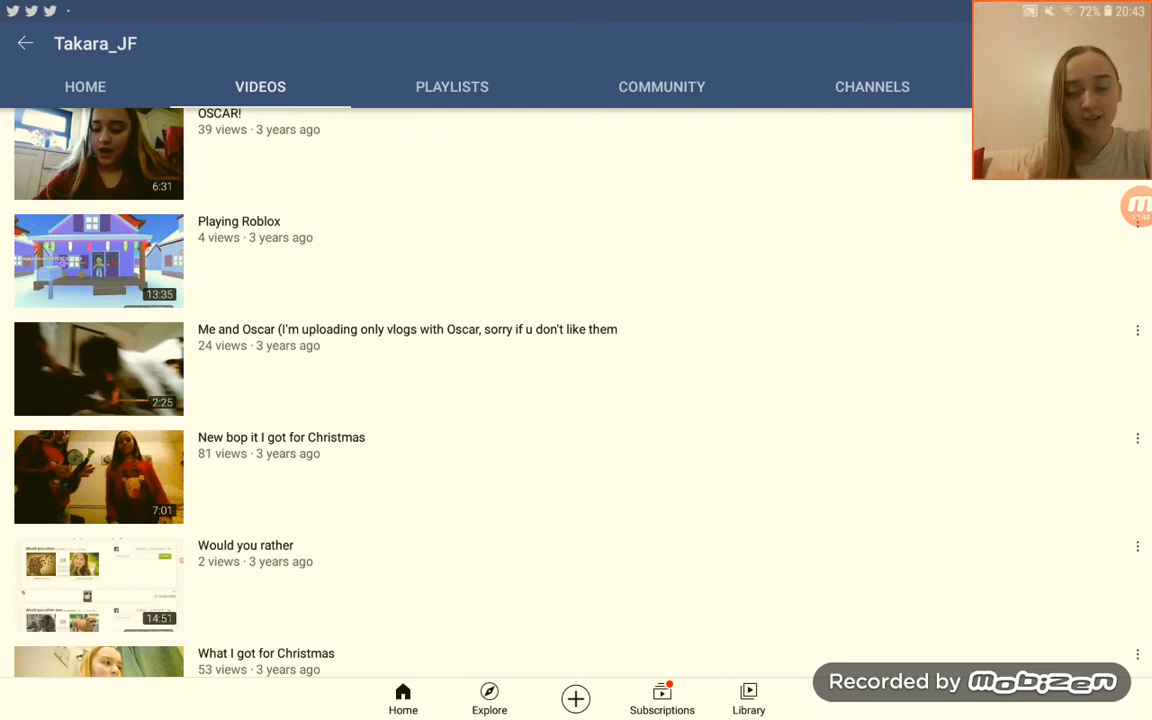 72% 20:43
Takara_JF
HOME VIDEOS PLAYLISTS COMMUNITY CHANNELS
OSCAR!
39 views · 3 years ago
6:31
Playing Roblox
4 views · 3 years ago
13:35
Me and Oscar (I'm uploading only vlogs with Oscar, sorry if u don't like them
24 views · 3 years ago
2:25
New bop it I got for Christmas
81 views · 3 years ago
7:01
Would you rather
2 views · 3 years ago
14:51
What I got for Christmas
53 views · 3 years ago
Recorded by mobizen
Home Explore Subscriptions Library